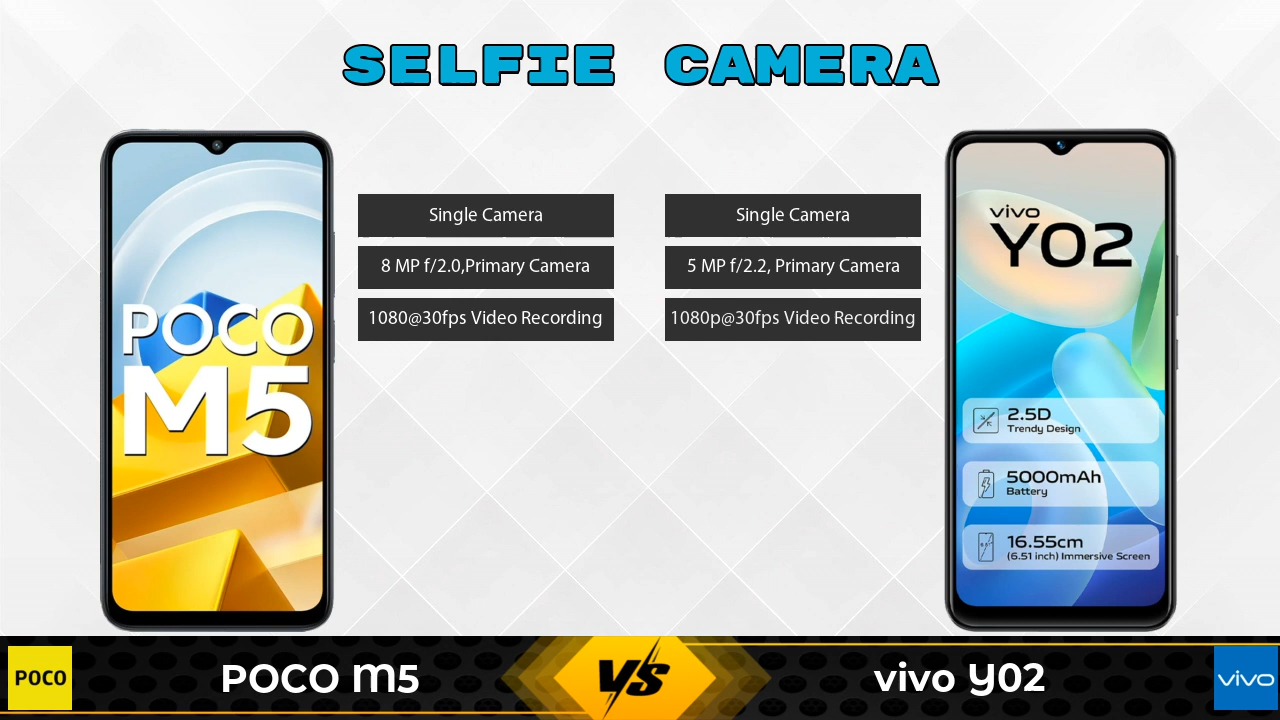 SELFIE CAMERA
Single Camera
8 MP f/2.0,Primary Camera
1080@30fps Video Recording
Single Camera
5 MP f/2.2, Primary Camera
1080p@30fps Video Recording
POCO
M5
vivo
Y02
2.5D
Trendy Design
5000mAh
Battery
16.55cm
(6.51 inch) Immersive Screen
POCO
POCO M5
VS
vivo Y02
vivo